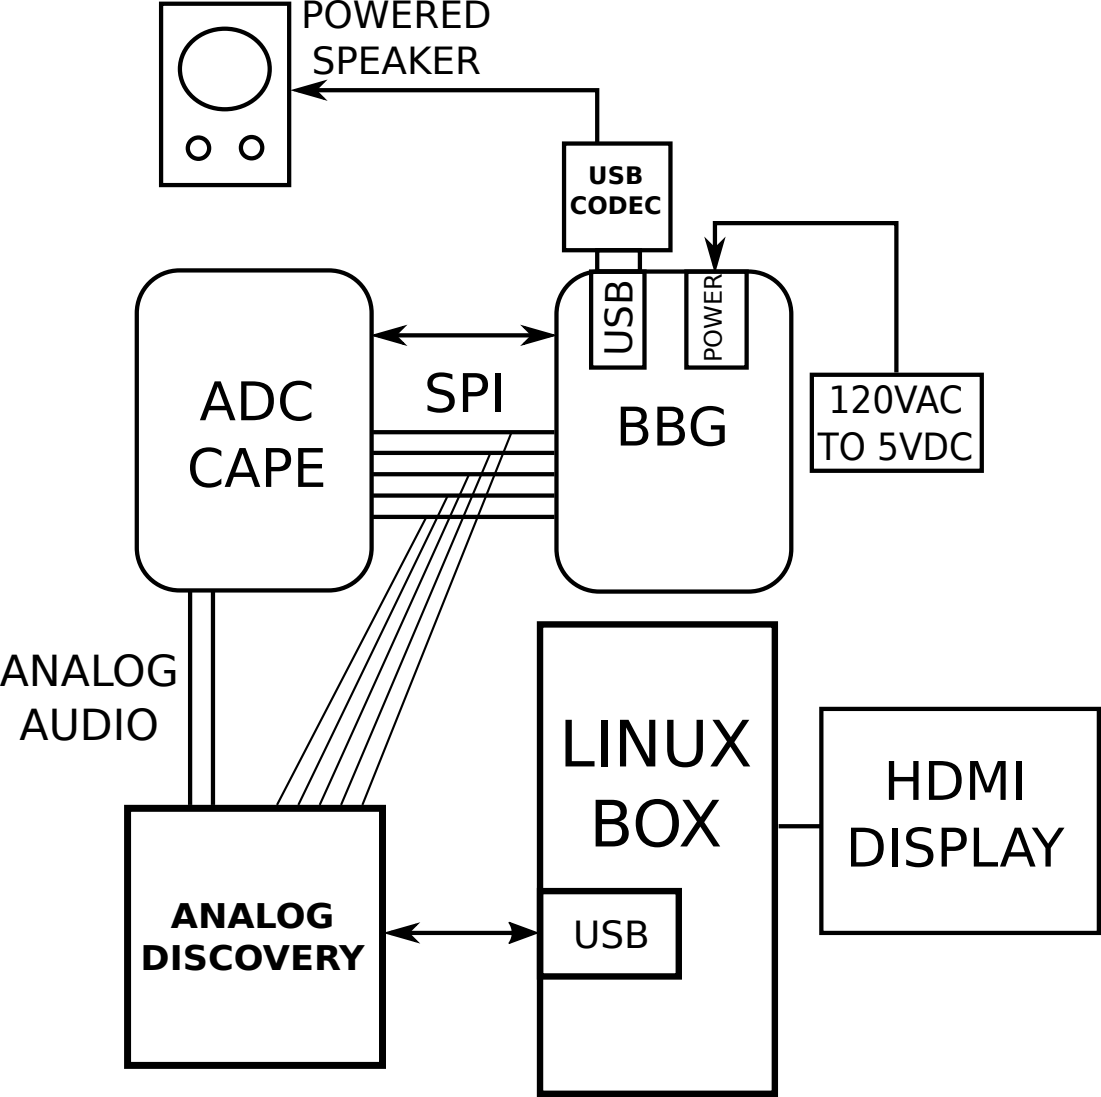 POWERED
SPEAKER
USB
CODEC
USB
POWER
ADC
CAPE
SPI
BBG
120VAC
TO 5VDC
ANALOG
AUDIO
LINUX
BOX
HDMI
DISPLAY
ANALOG
DISCOVERY
USB